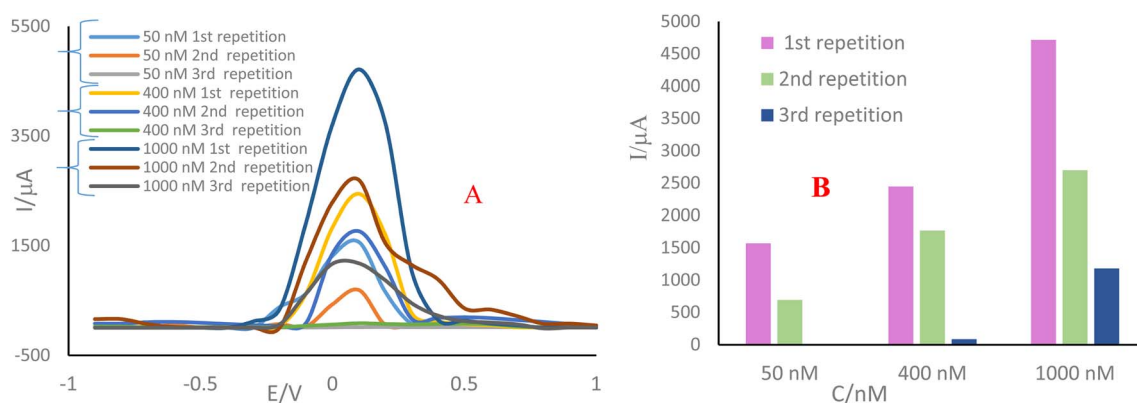 5500
3500
1500
-500
I/µA
50 nM 1st repetition
50 nM 2nd repetition
50 nM 3rd repetition
400 nM 1st repetition
400 nM 2nd repetition
400 nM 3rd repetition
1000 nM 1st repetition
1000 nM 2nd repetition
1000 nM 3rd repetition
A
-1 -0.5 0 0.5 1
E/V
5000
4500
4000
3500
3000
2500
2000
1500
1000
500
0
I/µA
1st repetition
2nd repetition
3rd repetition
B
50 nM 400 nM 1000 nM
C/nM